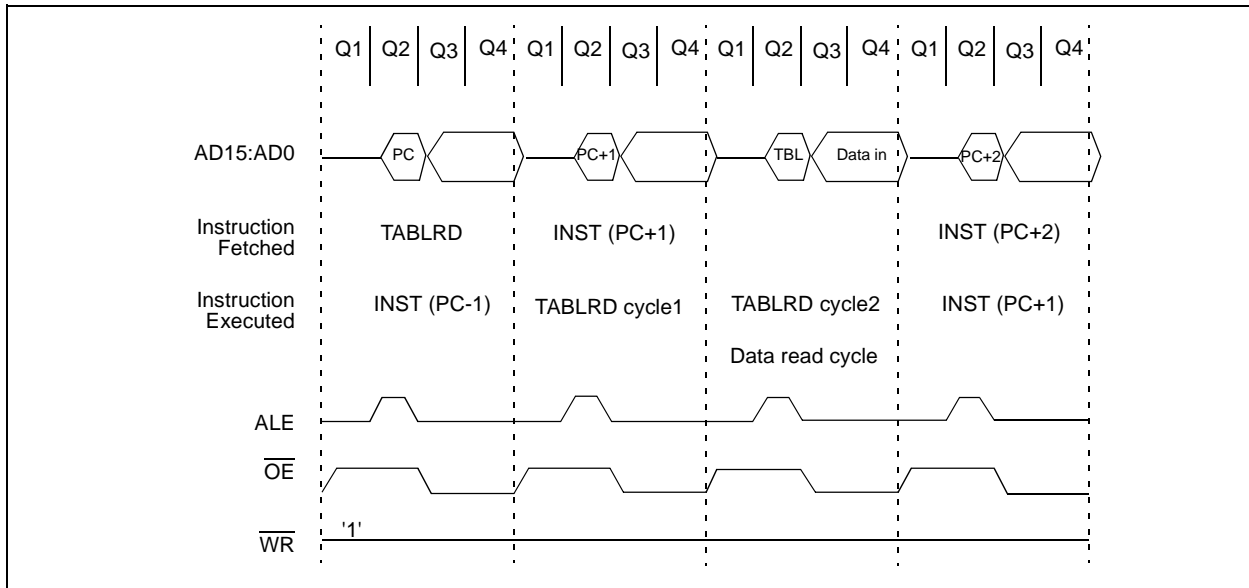 Q1 Q2 Q3 Q4 Q1 Q2 Q3 Q4 Q1 Q2 Q3 Q4 Q1 Q2 Q3 Q4
AD15:AD0 PC PC+1 TBL Data in PC+2
Instruction
Fetched
TABLRD INST (PC+1) INST (PC+2)
Instruction
Executed
INST (PC-1) TABLRD cycle1 TABLRD cycle2 INST (PC+1)
Data read cycle
ALE
OE
'1'
WR